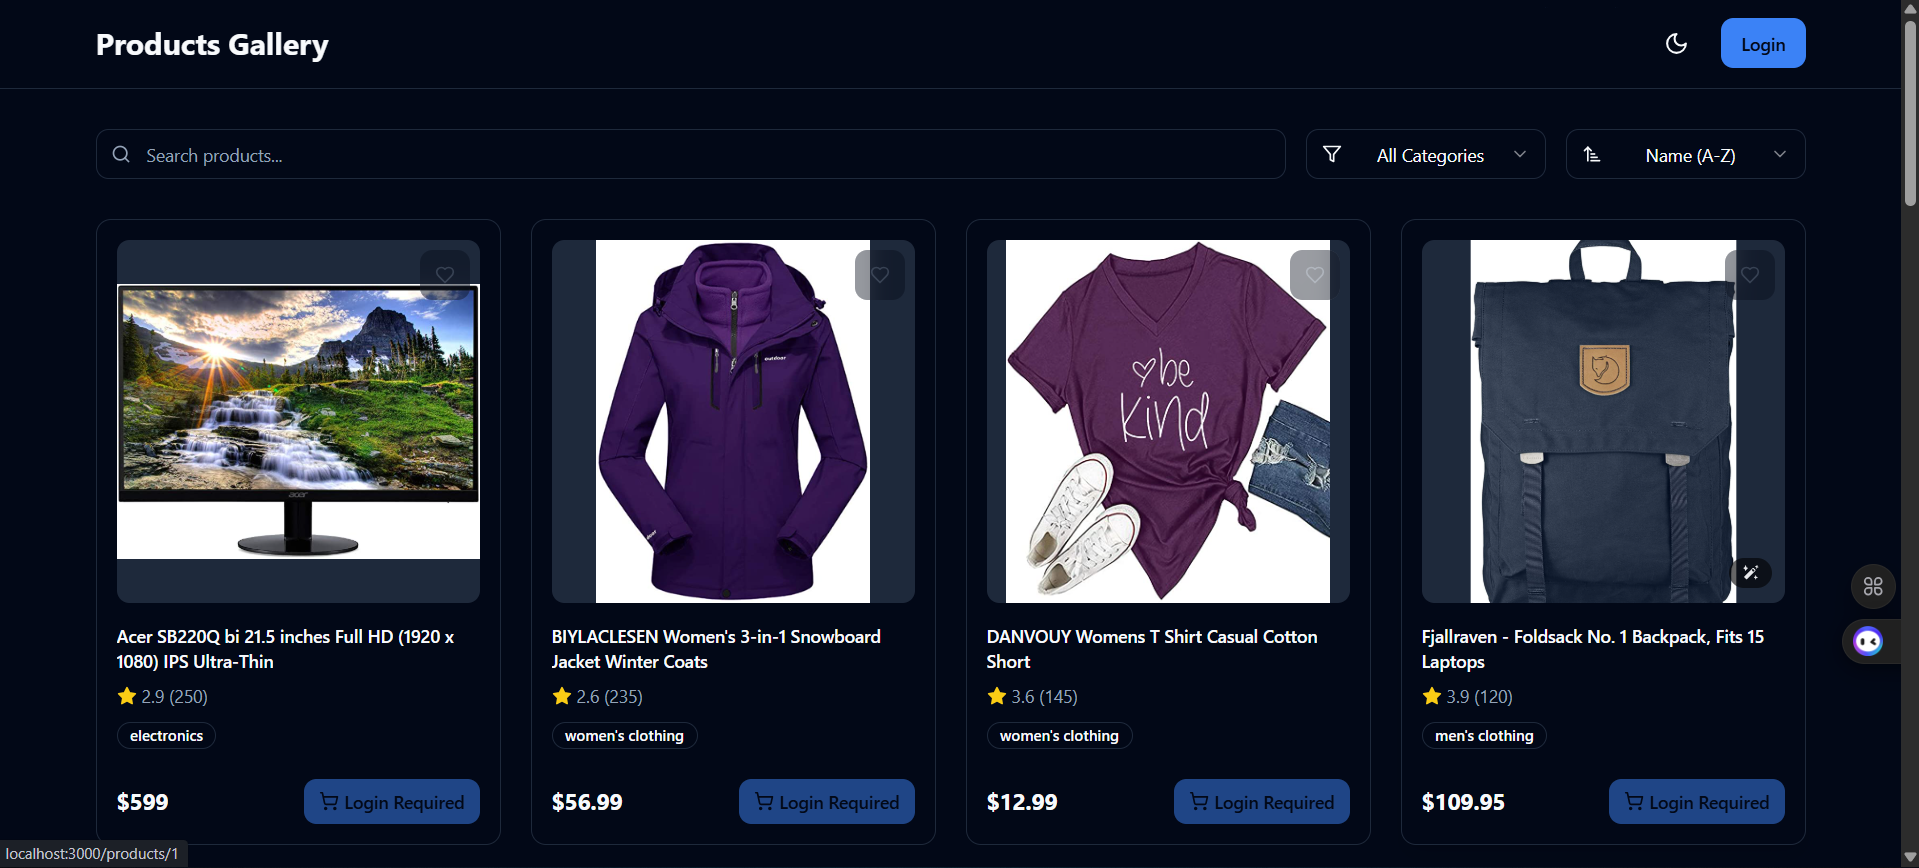 Products Gallery
Login
Search products...
All Categories
Name (A-Z)
acer
outdoor
be
kind
Acer SB220Q bi 21.5 inches Full HD (1920 x
1080) IPS Ultra-Thin
2.9 (250)
electronics
$599
Login Required
BIYLACLESEN Women's 3-in-1 Snowboard
Jacket Winter Coats
2.6 (235)
women's clothing
$56.99
Login Required
DANVOUY Womens T Shirt Casual Cotton
Short
3.6 (145)
women's clothing
$12.99
Login Required
Fjallraven - Foldsack No. 1 Backpack, Fits 15
Laptops
3.9 (120)
men's clothing
$109.95
Login Required
localhost:3000/products/1